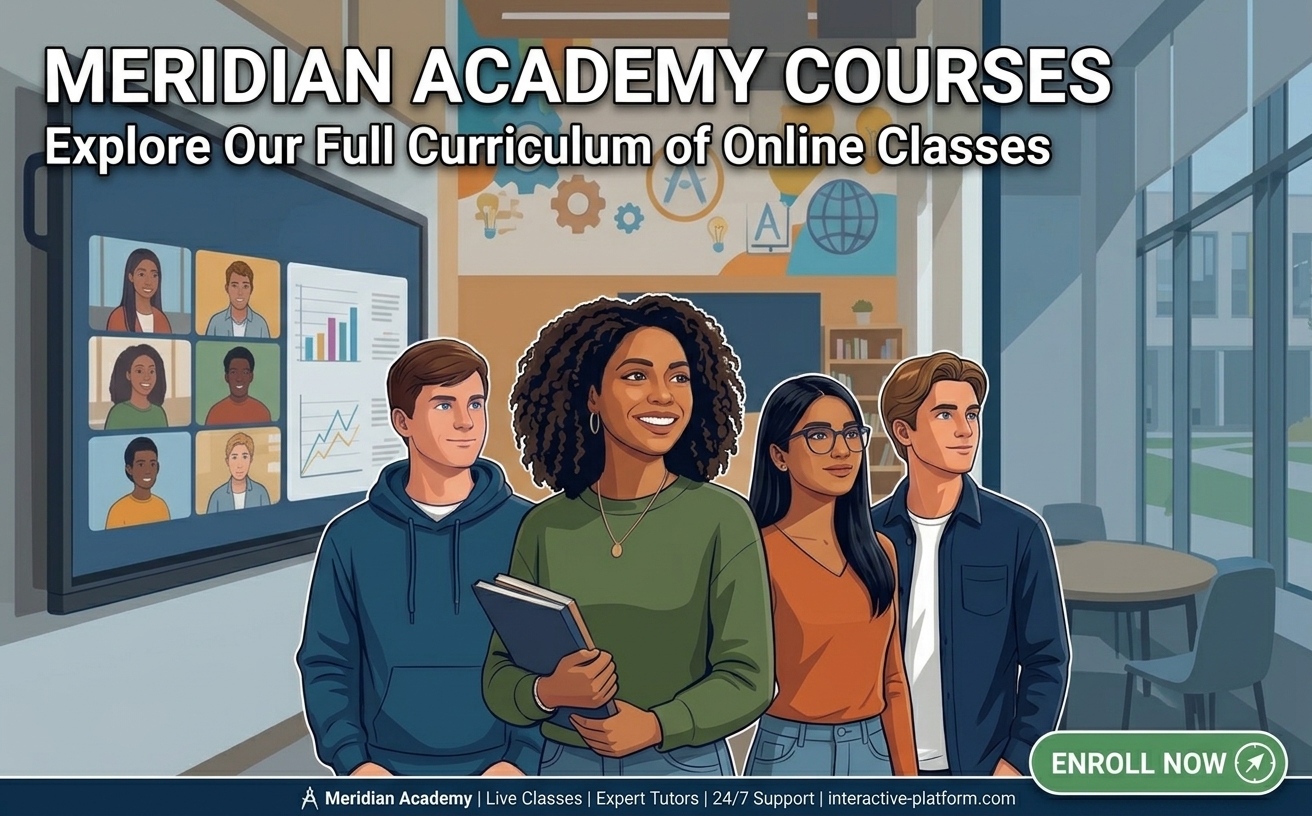 MERIDIAN ACADEMY COURSES
Explore Our Full Curriculum of Online Classes
A
A
ENROLL NOW
Meridian Academy | Live Classes | Expert Tutors | 24/7 Support | interactive-platform.com